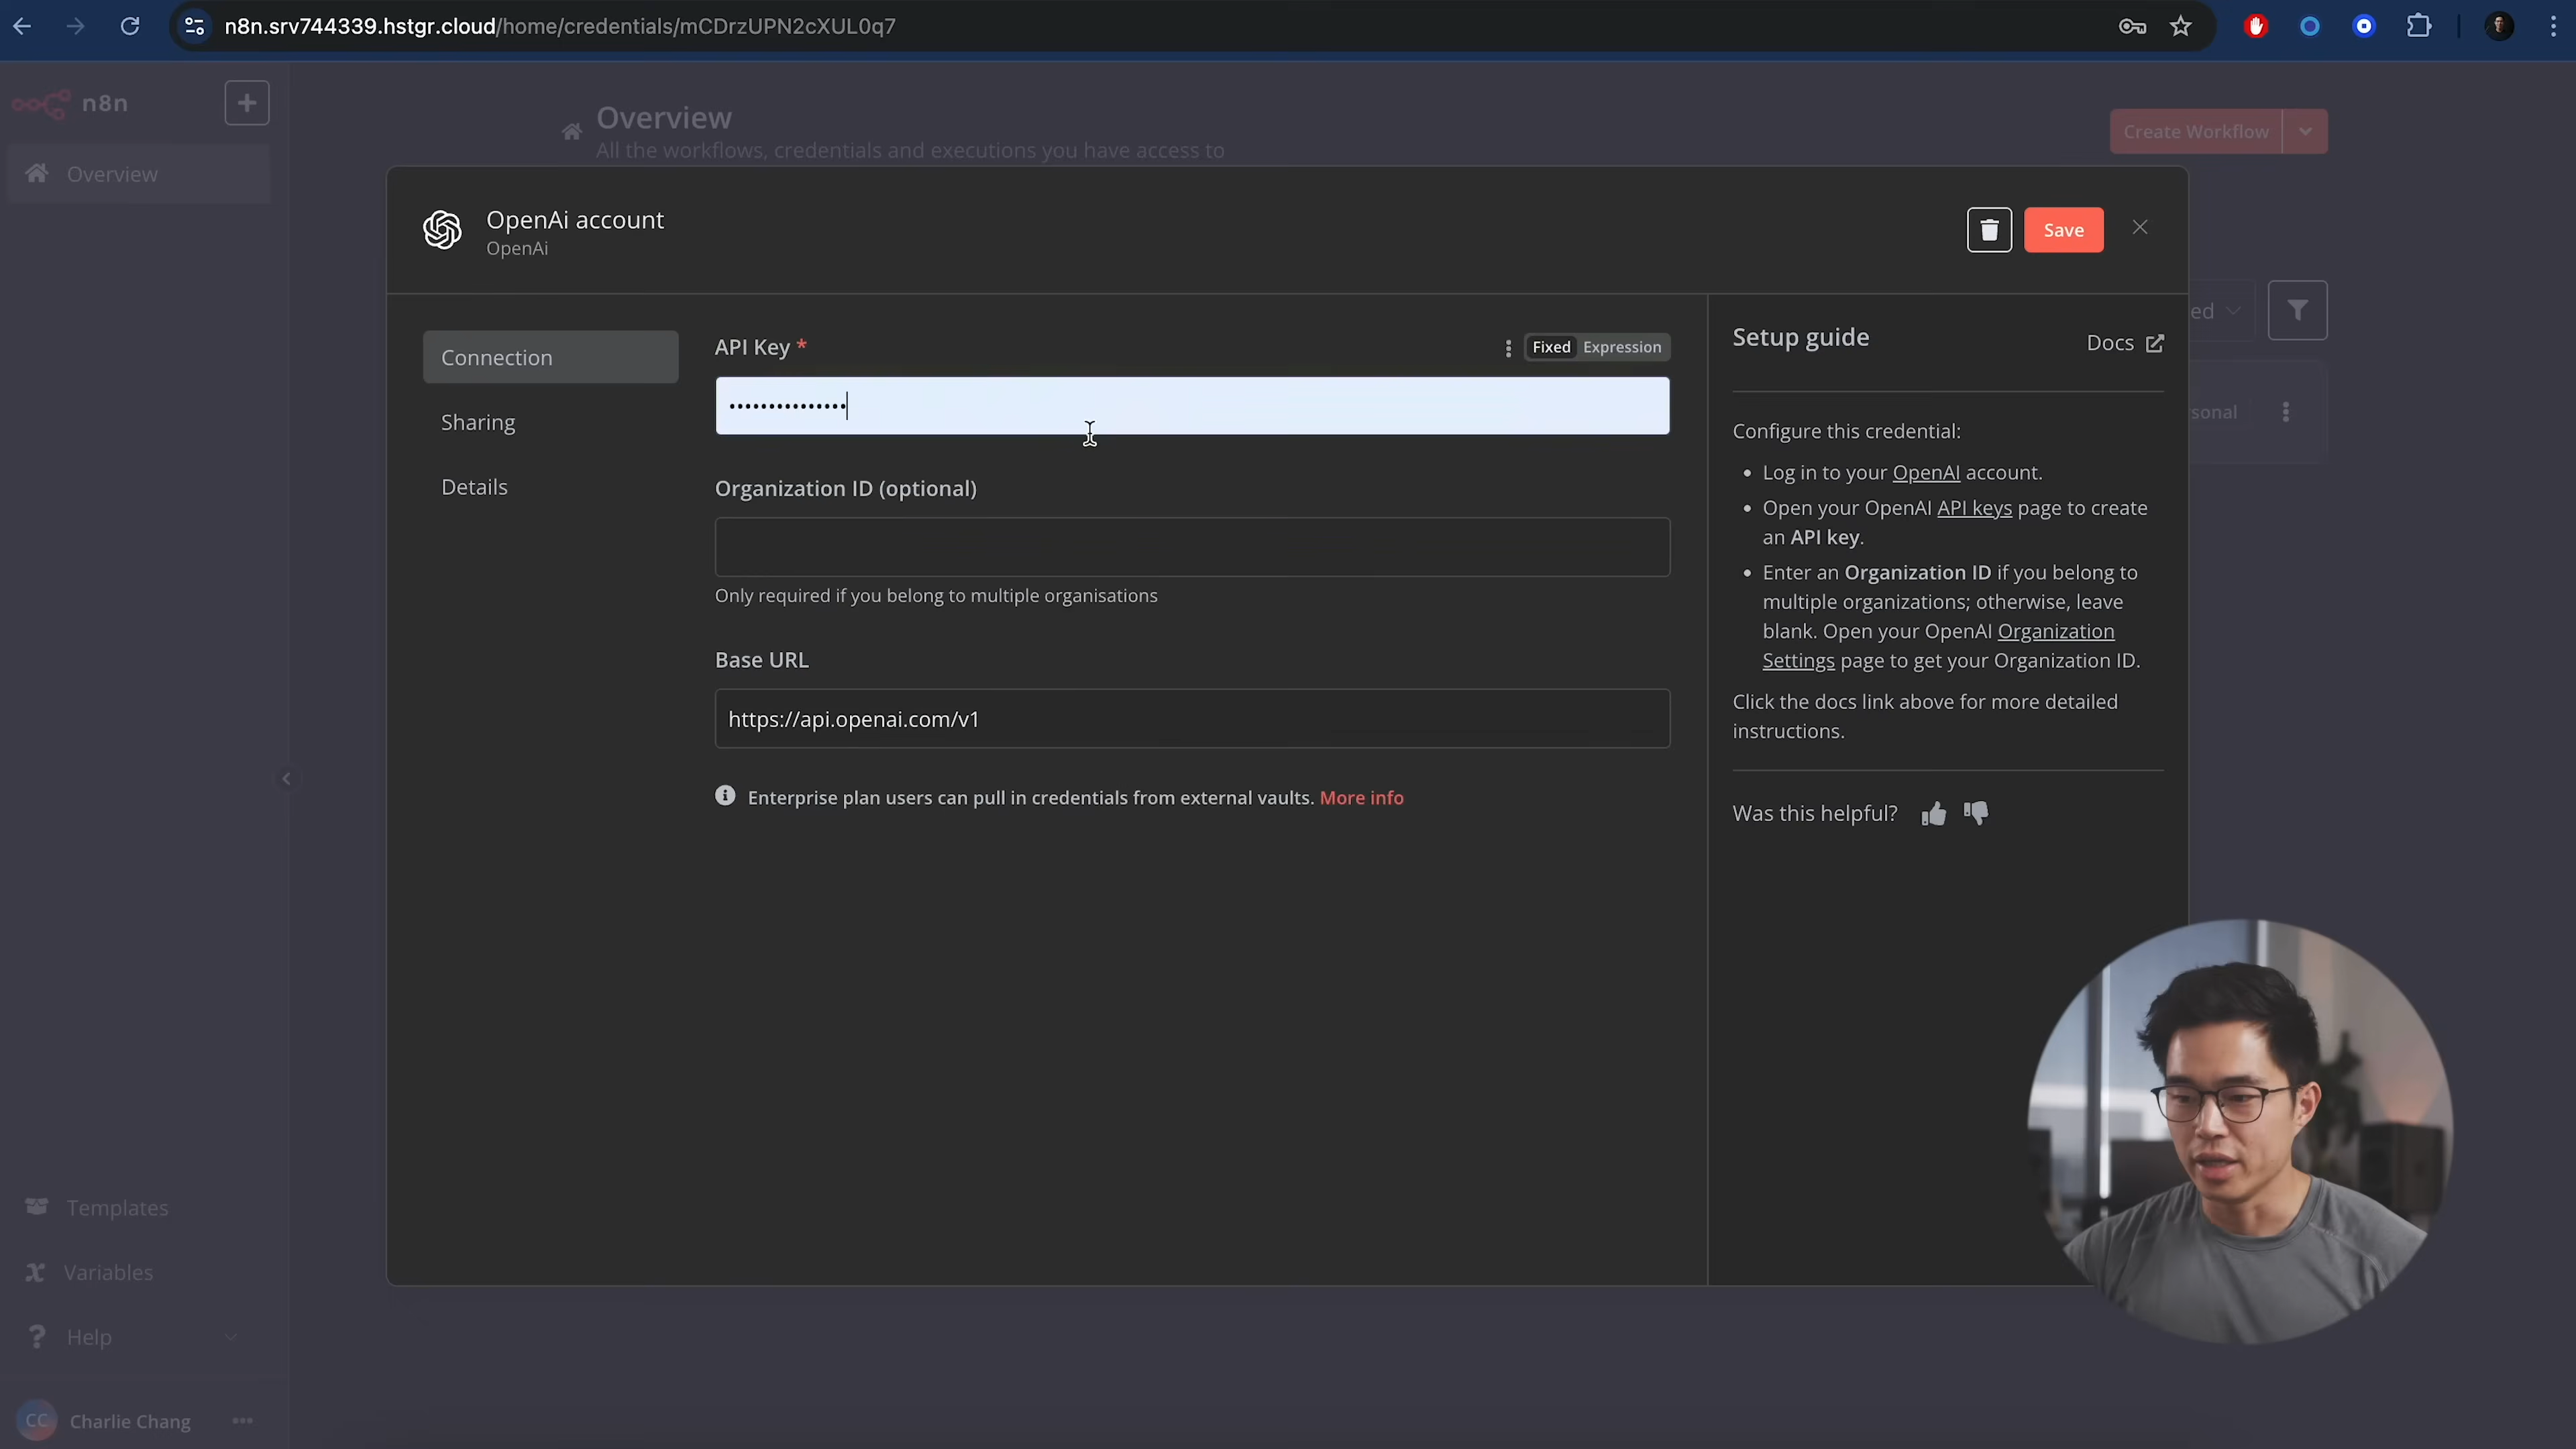 n8n.srv744339.hstgr.cloud/home/credentials/mCDrzUPN2cXUL0q7
n8n
Overview
Overview
All the workflows, credentials and executions you have access to
Create Workflow
OpenAi account
OpenAi
Save
Connection
Sharing
Details
API Key *
Fixed Expression
•••••••••••••••
Organization ID (optional)
Only required if you belong to multiple organisations
Base URL
https://api.openai.com/v1
Enterprise plan users can pull in credentials from external vaults. More info
Setup guide
Docs
Configure this credential:
• Log in to your OpenAI account.
• Open your OpenAI API keys page to create
an API key.
• Enter an Organization ID if you belong to
multiple organizations; otherwise, leave
blank. Open your OpenAI Organization
Settings page to get your Organization ID.
Click the docs link above for more detailed
instructions.
Was this helpful?
ed
sonal
Templates
Variables
Help
CC Charlie Chang